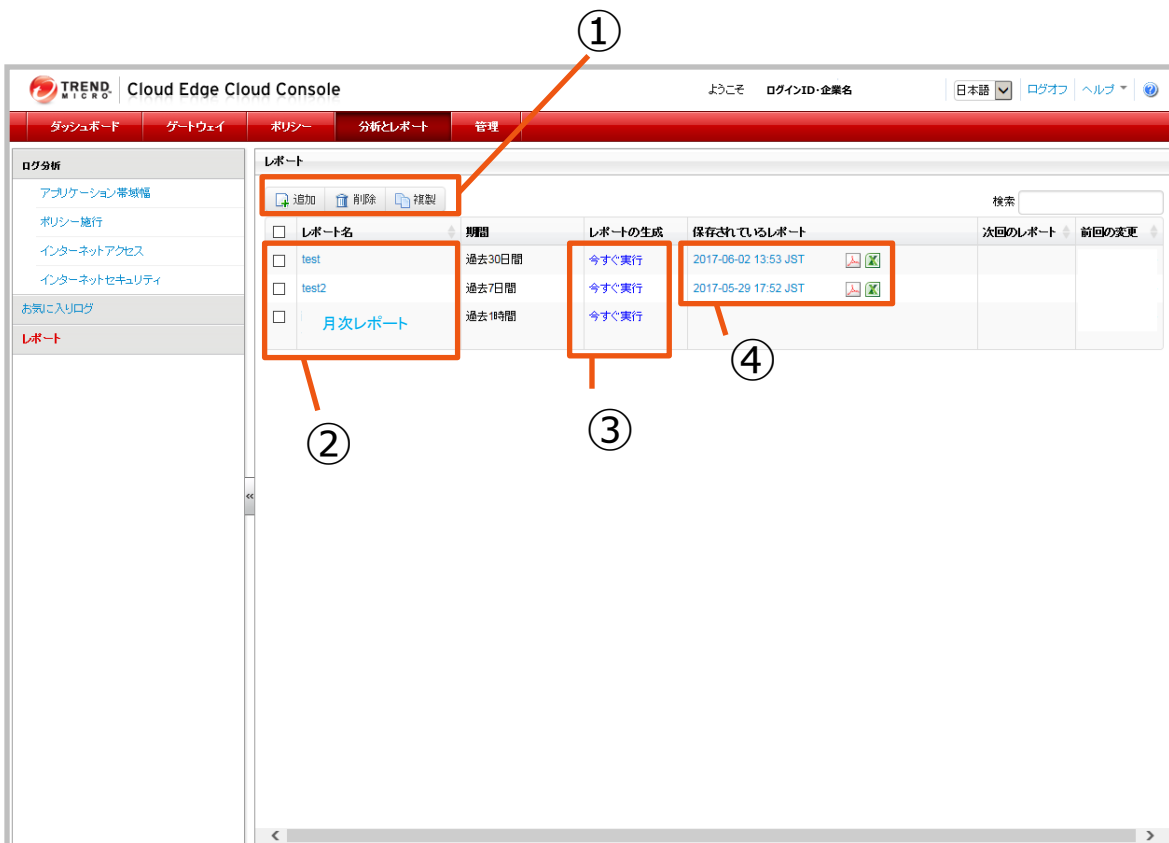 ①
TREND MICRO Cloud Edge Cloud Console ようこそ ログインID・企業名 日本語 ログオフ ヘルプ
ダッシュボード ゲートウェイ ポリシー 分析とレポート 管理
ログ分析
アプリケーション帯域幅
ポリシー施行
インターネットアクセス
インターネットセキュリティ
お気に入りログ
レポート
レポート
追加 削除 複製 検索
レポート名 期間 レポートの生成 保存されているレポート 次回のレポート 前回の変更
test 過去30日間 今すぐ実行 2017-06-02 13:53 JST
test2 過去7日間 今すぐ実行 2017-05-29 17:52 JST
月次レポート 過去1時間 今すぐ実行
④
② ③